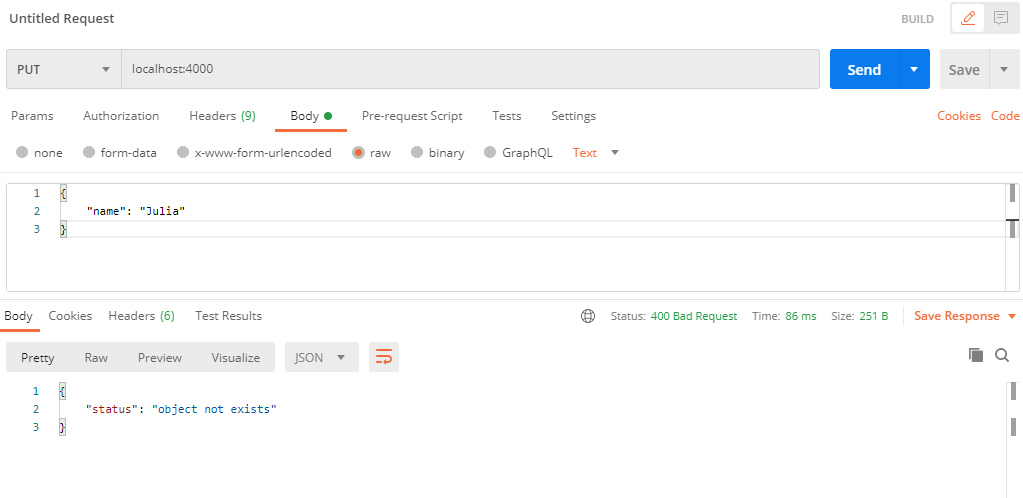 Untitled Request BUILD
PUT localhost:4000 Send Save
Params Authorization Headers (9) Body Pre-request Script Tests Settings Cookies Code
none form-data x-www-form-urlencoded raw binary GraphQL Text
1 {
2 "name": "Julia"
3 }
Body Cookies Headers (6) Test Results Status: 400 Bad Request Time: 86 ms Size: 251 B Save Response
Pretty Raw Preview Visualize JSON
1 {
2 "status": "object not exists"
3 }